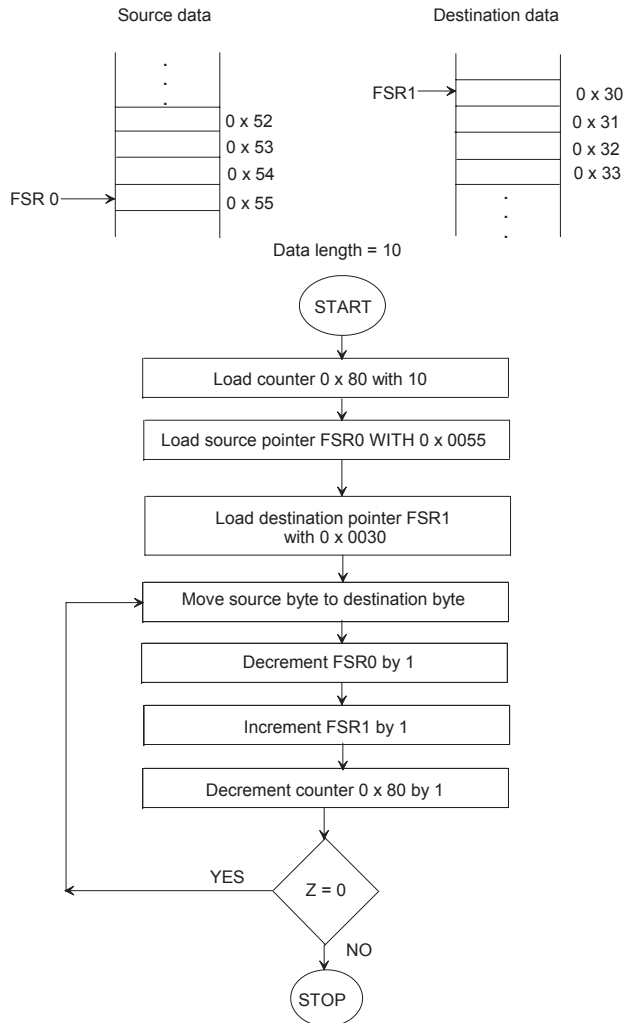 Source data
Destination data
.
.
.
0 x 52
0 x 53
0 x 54
FSR 0
0 x 55
FSR1
0 x 30
0 x 31
0 x 32
0 x 33
.
.
.
Data length = 10
START
Load counter 0 x 80 with 10
Load source pointer FSR0 WITH 0 x 0055
Load destination pointer FSR1
with 0 x 0030
Move source byte to destination byte
Decrement FSR0 by 1
Increment FSR1 by 1
Decrement counter 0 x 80 by 1
YES
Z = 0
NO
STOP